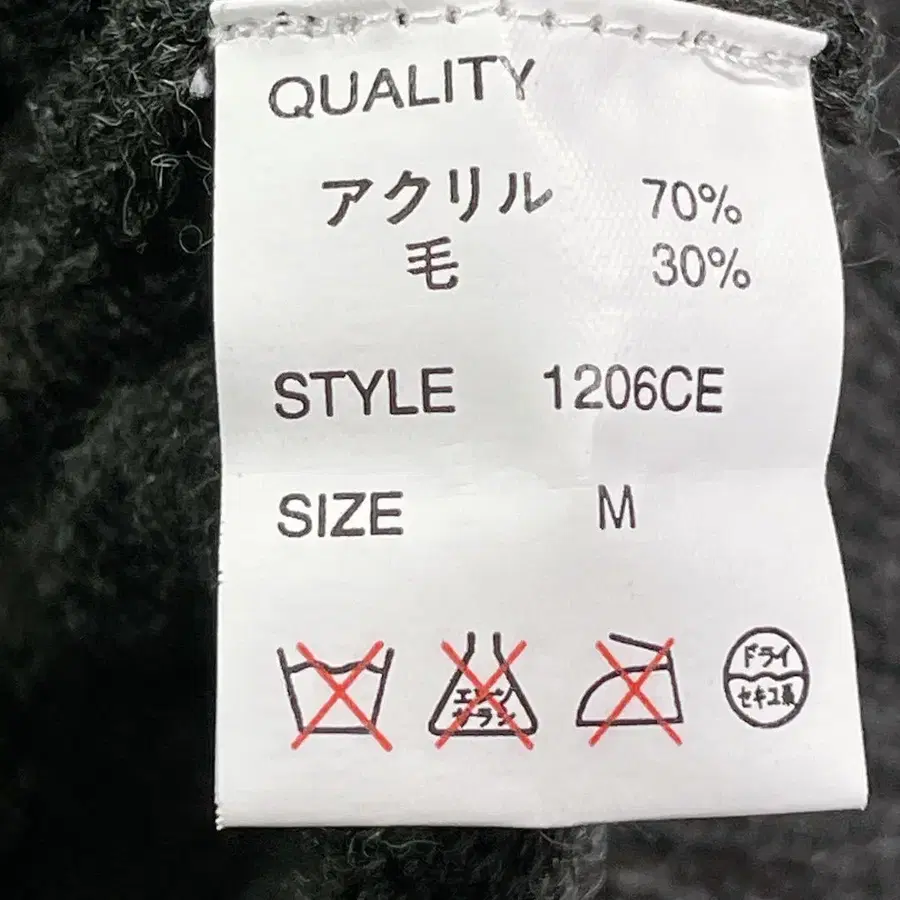 QUALITY
アクリル 70%
毛 30%
STYLE 1206CE
SIZE M
エンソ
サラシ
ドライ
セキユ系